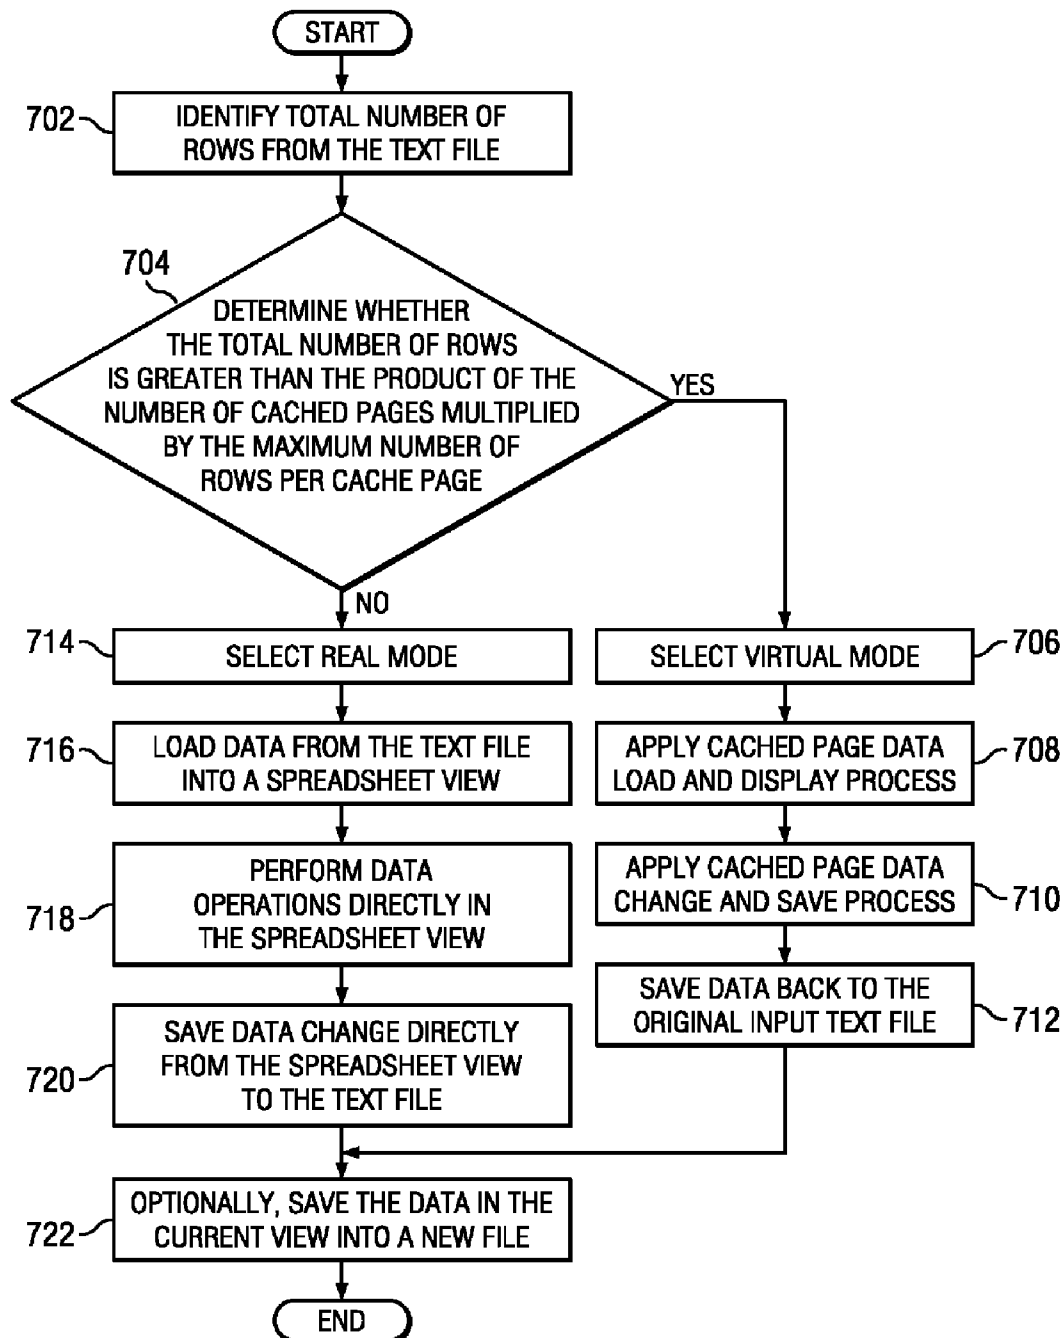 START
702
IDENTIFY TOTAL NUMBER OF
ROWS FROM THE TEXT FILE
704
DETERMINE WHETHER
THE TOTAL NUMBER OF ROWS
IS GREATER THAN THE PRODUCT OF THE
NUMBER OF CACHED PAGES MULTIPLIED
BY THE MAXIMUM NUMBER OF
ROWS PER CACHE PAGE
YES
NO
714
SELECT REAL MODE
716
LOAD DATA FROM THE TEXT FILE
INTO A SPREADSHEET VIEW
718
PERFORM DATA
OPERATIONS DIRECTLY IN
THE SPREADSHEET VIEW
720
SAVE DATA CHANGE DIRECTLY
FROM THE SPREADSHEET VIEW
TO THE TEXT FILE
SELECT VIRTUAL MODE
706
APPLY CACHED PAGE DATA
LOAD AND DISPLAY PROCESS
708
APPLY CACHED PAGE DATA
CHANGE AND SAVE PROCESS
710
SAVE DATA BACK TO THE
ORIGINAL INPUT TEXT FILE
712
722
OPTIONALLY, SAVE THE DATA IN THE
CURRENT VIEW INTO A NEW FILE
END